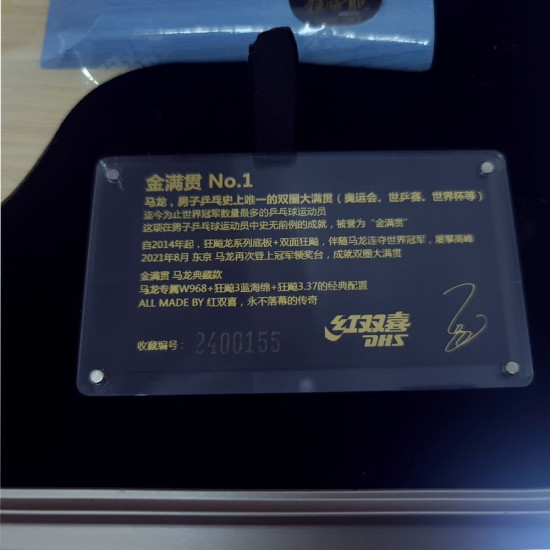 金满贯 No.1
马龙，男子乒乓史上唯一的双圈大满贯（奥运会、世乒赛、世界杯等）
迄今为止世界冠军数量最多的乒乓球运动员
这项在男子乒乓球运动员中史无前例的成就，被誉为“金满贯”
自2014年起，狂飚龙系列底板+双面狂飚，伴随马龙连夺世界冠军，屡攀高峰
2021年8月 东京 马龙再次登上冠军领奖台，成就双圈大满贯
金满贯 马龙典藏款
马龙专属W968+狂飚3蓝海绵+狂飚3.37的经典配置
ALL MADE BY 红双喜，永不落幕的传奇
红双喜
DHS
收藏编号： 2400155